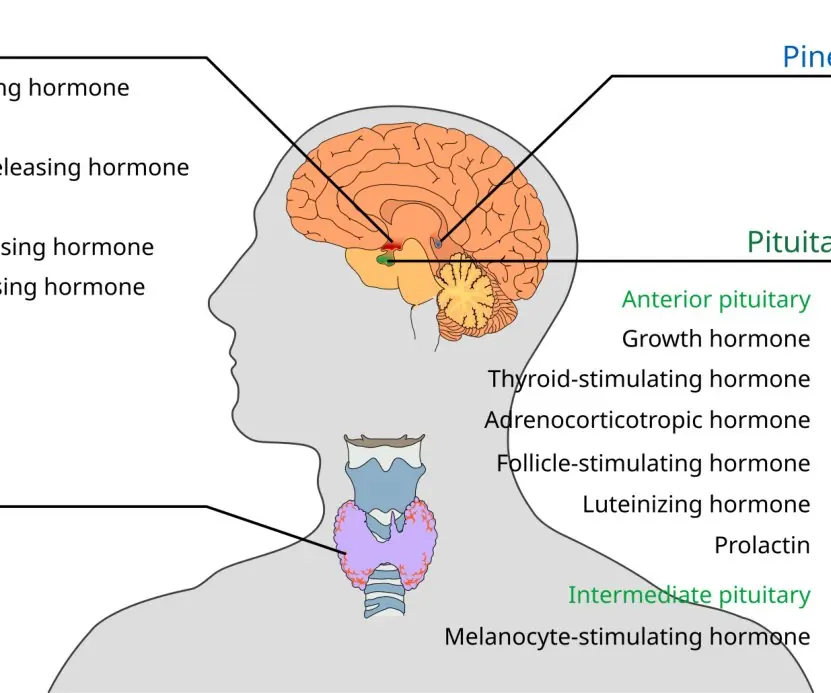 ng hormone
eleasing hormone
sing hormone
sing hormone
Pine
Pituita
Anterior pituitary
Growth hormone
Thyroid-stimulating hormone
Adrenocorticotropic hormone
Follicle-stimulating hormone
Luteinizing hormone
Prolactin
Intermediate pituitary
Melanocyte-stimulating hormone